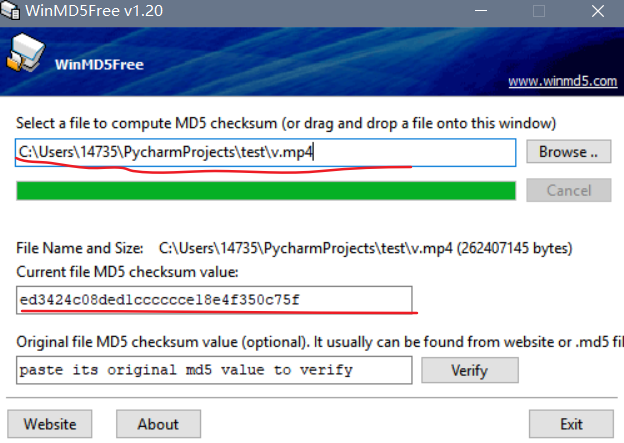 WinMD5Free v1.20
WinMD5Free
www.winmd5.com
Select a file to compute MD5 checksum (or drag and drop a file onto this window)
C:\Users\14735\PycharmProjects\test\v.mp4
Browse ..
Cancel
File Name and Size: C:\Users\14735\PycharmProjects\test\v.mp4 (262407145 bytes)
Current file MD5 checksum value:
ed3424c08ded1cccccce18e4f350c75f
Original file MD5 checksum value (optional). It usually can be found from website or .md5 fil
paste its original md5 value to verify
Verify
Website
About
Exit